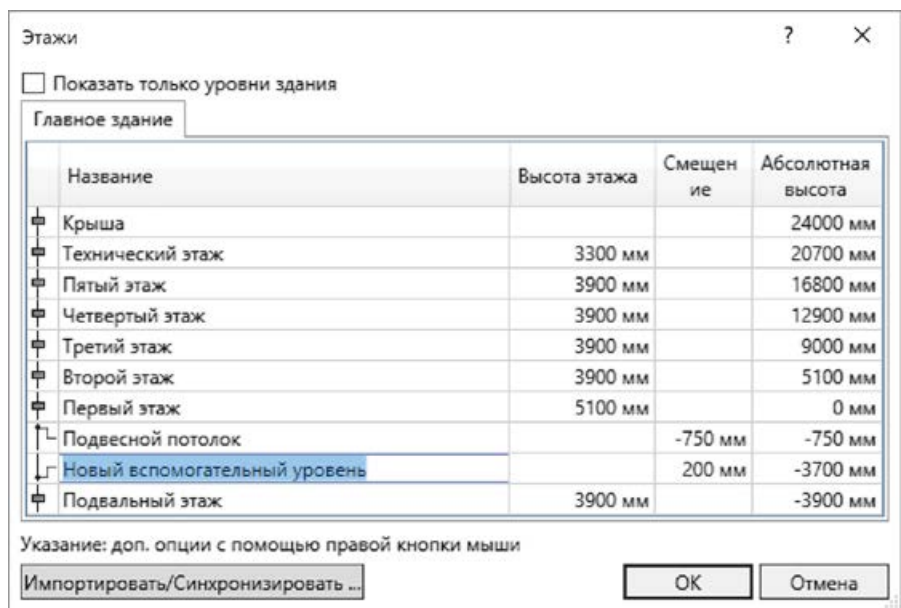 Этажи ?
Показать только уровни здания
Главное здание
Название Высота этажа Смещен Абсолютная
ие высота
Крыша 24000 мм
Технический этаж 3300 мм 20700 мм
Пятый этаж 3900 мм 16800 мм
Четвертый этаж 3900 мм 12900 мм
Третий этаж 3900 мм 9000 мм
Второй этаж 3900 мм 5100 мм
Первый этаж 5100 мм 0 мм
Подвесной потолок -750 мм -750 мм
Новый вспомогательный уровень 200 мм -3700 мм
Подвальный этаж 3900 мм -3900 мм
Указание: доп. опции с помощью правой кнопки мыши
Импортировать/Синхронизировать ... OK Отмена